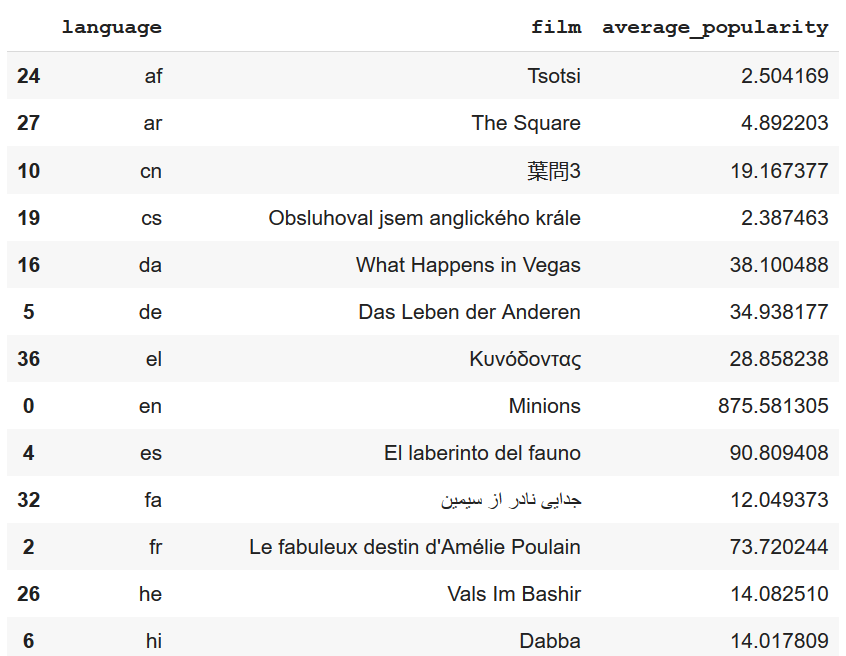 language film average_popularity
24 af Tsotsi 2.504169
27 ar The Square 4.892203
10 cn 葉問3 19.167377
19 cs Obsluhoval jsem anglického krále 2.387463
16 da What Happens in Vegas 38.100488
5 de Das Leben der Anderen 34.938177
36 el Κυνόδοντας 28.858238
0 en Minions 875.581305
4 es El laberinto del fauno 90.809408
32 fa جدایی نادر از سیمین 12.049373
2 fr Le fabuleux destin d'Amélie Poulain 73.720244
26 he Vals Im Bashir 14.082510
6 hi Dabba 14.017809